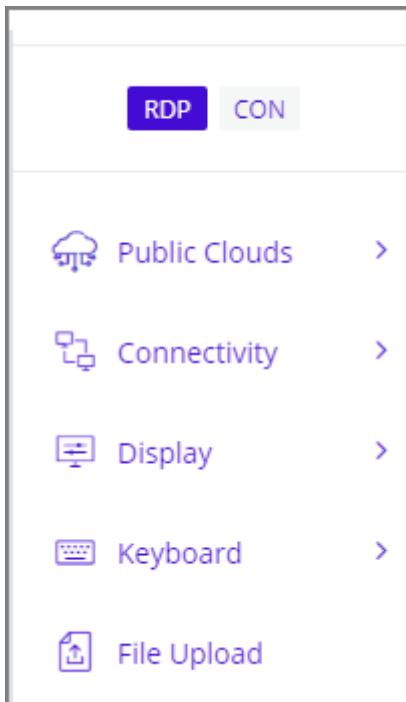 RDP CON
Public Clouds
Connectivity
Display
Keyboard
File Upload